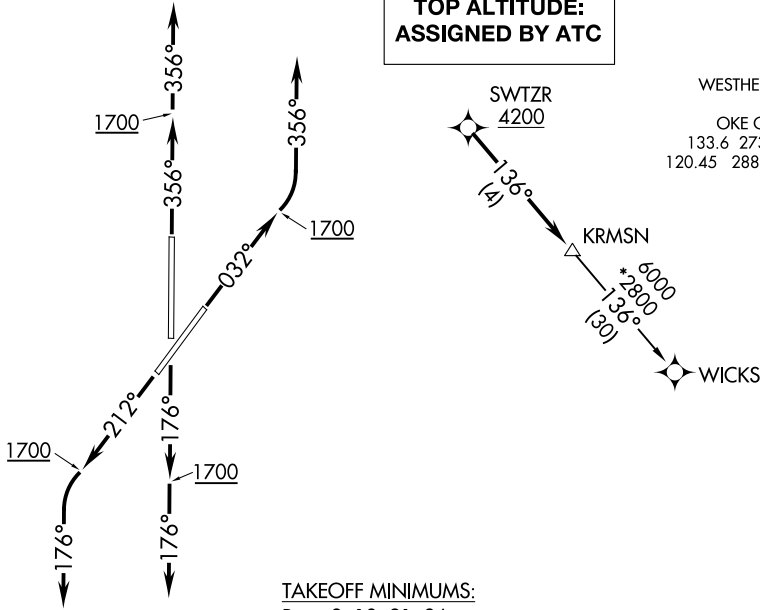 TOP ALTITUDE:
ASSIGNED BY ATC
356°
1700
356°
356°
1700
032°
212°
176°
1700
1700
176°
176°
SWTZR
4200
136°
(4)
KRMSN
6000
*2800
136°
(30)
WICKS
WESTHE
OKE C
133.6 273
120.45 288
TAKEOFF MINIMUMS: